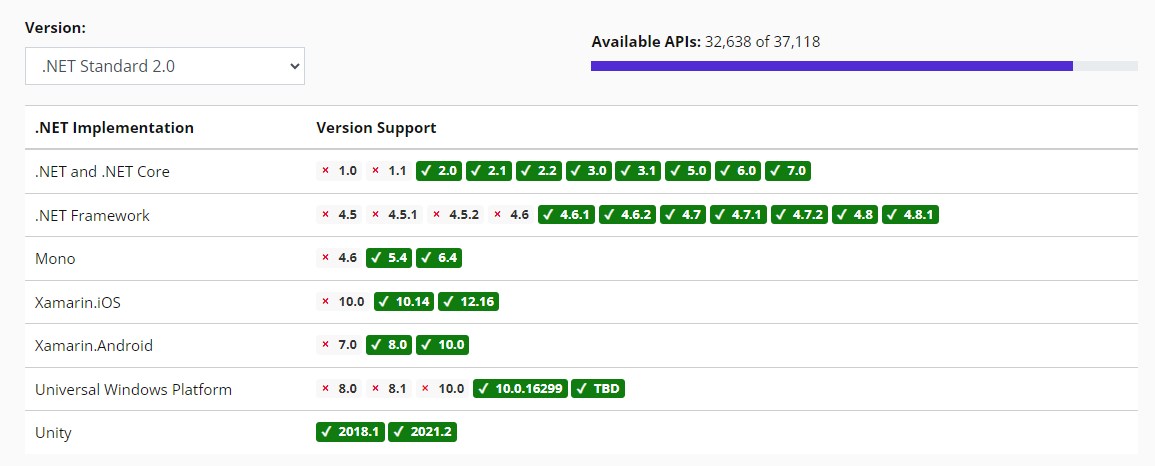 Version:
.NET Standard 2.0
Available APIs: 32,638 of 37,118
.NET Implementation Version Support
.NET and .NET Core × 1.0 × 1.1 ✓ 2.0 ✓ 2.1 ✓ 2.2 ✓ 3.0 ✓ 3.1 ✓ 5.0 ✓ 6.0 ✓ 7.0
.NET Framework × 4.5 × 4.5.1 × 4.5.2 × 4.6 ✓ 4.6.1 ✓ 4.6.2 ✓ 4.7 ✓ 4.7.1 ✓ 4.7.2 ✓ 4.8 ✓ 4.8.1
Mono × 4.6 ✓ 5.4 ✓ 6.4
Xamarin.iOS × 10.0 ✓ 10.14 ✓ 12.16
Xamarin.Android × 7.0 ✓ 8.0 ✓ 10.0
Universal Windows Platform × 8.0 × 8.1 × 10.0 ✓ 10.0.16299 ✓ TBD
Unity ✓ 2018.1 ✓ 2021.2